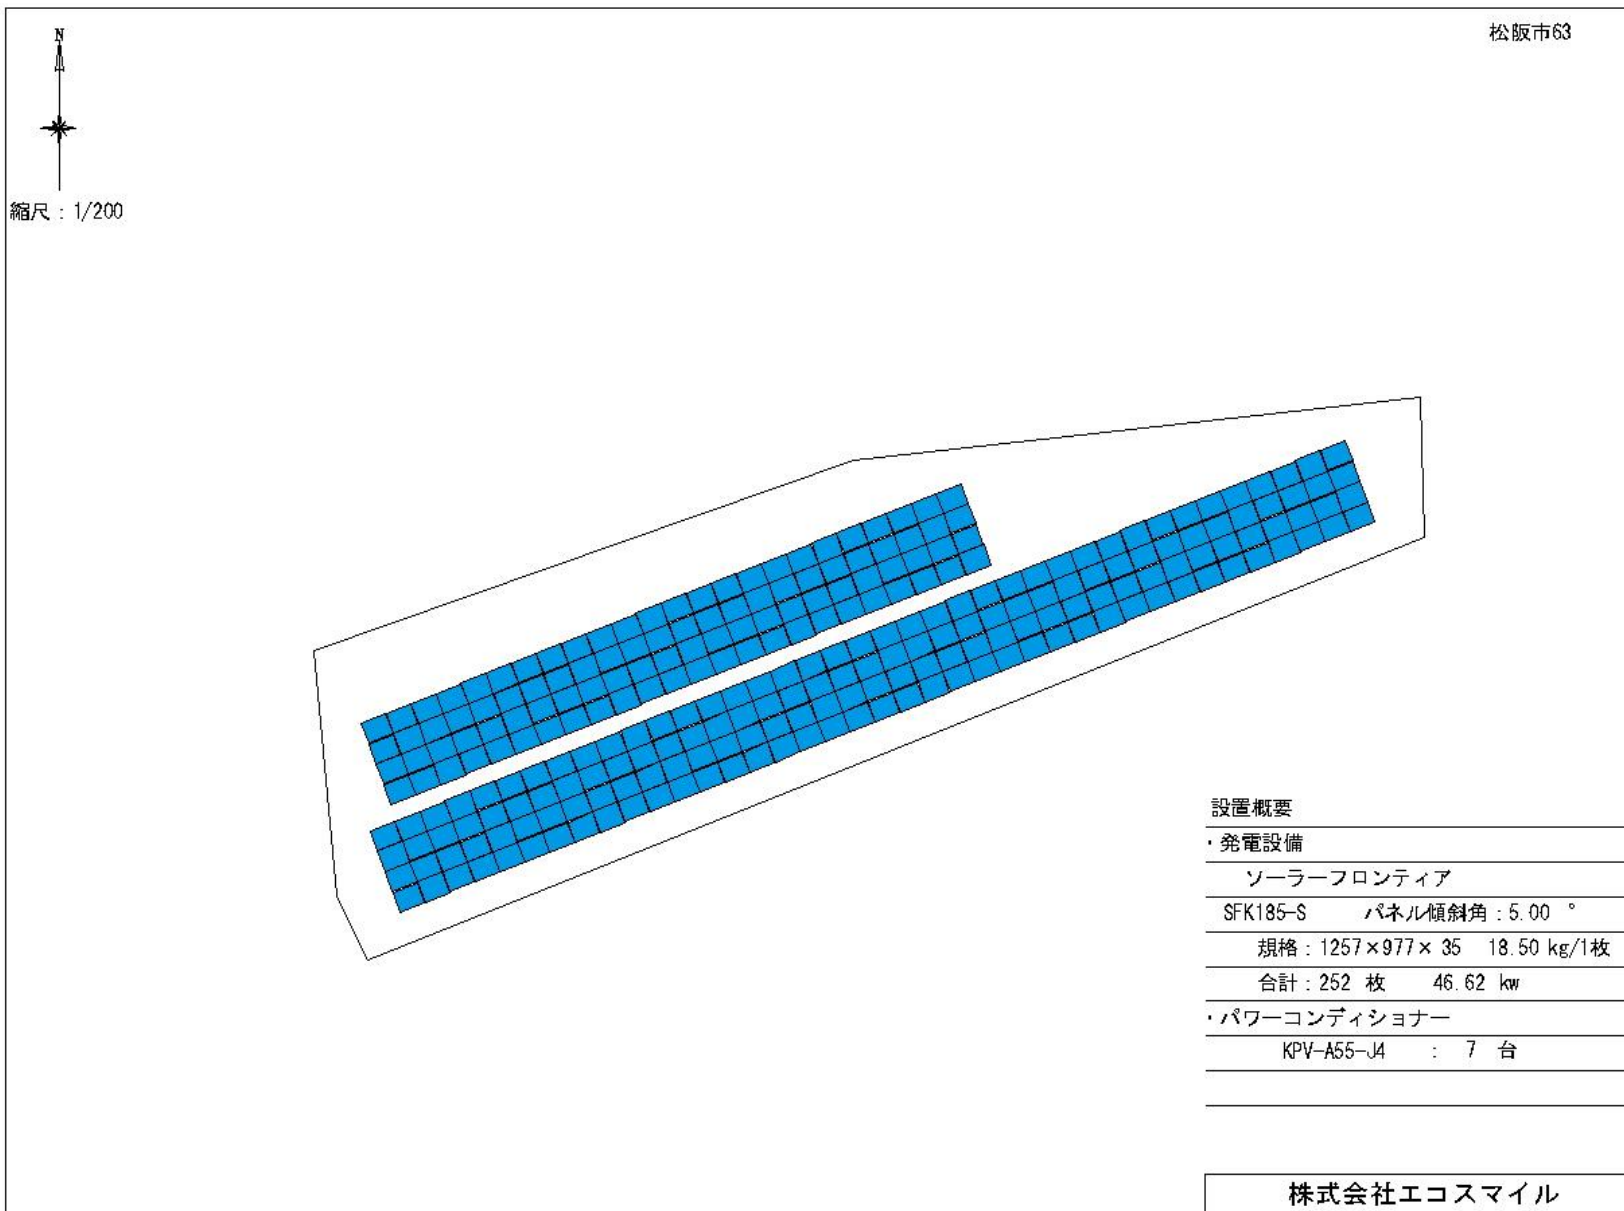 松阪市63
N
縮尺：1/200
設置概要
・発電設備
ソーラーフロンティア
SFK185-S パネル傾斜角：5.00 °
規格：1257×977× 35 18.50 kg/1枚
合計：252 枚 46.62 kw
・パワーコンディショナー
KPV-A55-J4 ： 7 台
株式会社エコスマイル